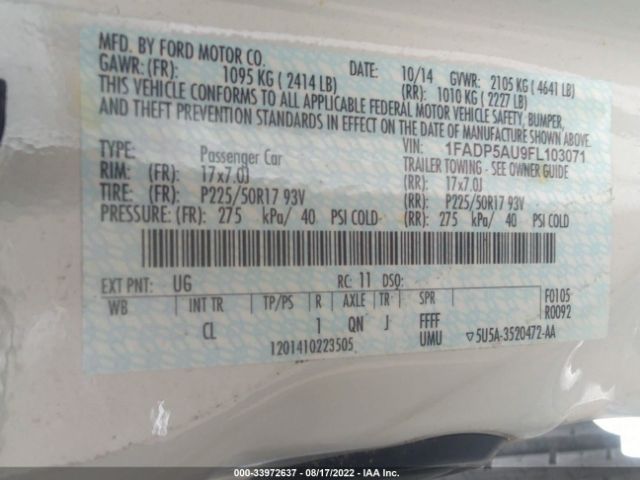 MFD. BY FORD MOTOR CO.
DATE: 10/14 GVWR: 2105 KG ( 4641 LB)
GAWR: (FR): 1095 KG ( 2414 LB) (RR): 1010 KG ( 2227 LB)
THIS VEHICLE CONFORMS TO ALL APPLICABLE FEDERAL MOTOR VEHICLE SAFETY, BUMPER,
AND THEFT PREVENTION STANDARDS IN EFFECT ON THE DATE OF MANUFACTURE SHOWN ABOVE.
VIN: 1FADP5AU9FL103071
TYPE: Passenger Car TRAILER TOWING - SEE OWNER GUIDE
RIM: (FR): 17x7.0J (RR): 17x7.0J
TIRE: (FR): P225/50R17 93V (RR): P225/50R17 93V
PRESSURE: (FR): 275 kPa/ 40 PSI COLD (RR): 275 kPa/ 40 PSI COLD
EXT PNT: UG RC: 11 DSO: F0105
WB INT TR TP/PS R AXLE TR SPR R0092
CL 1 QN J FFFF
1201410223505 UMU ▽5U5A-3520472-AA
000-33972637 - 08/17/2022 - IAA Inc.